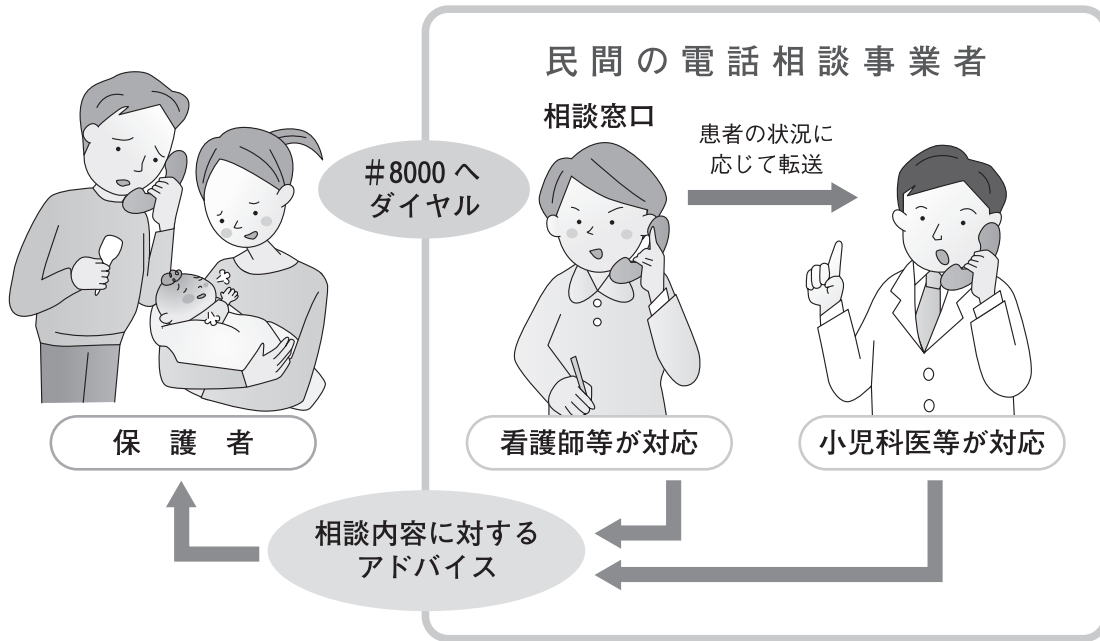 民間の電話相談事業者
相談窓口
患者の状況に
応じて転送
＃8000へ
ダイヤル
保護者
看護師等が対応
小児科医等が対応
相談内容に対する
アドバイス